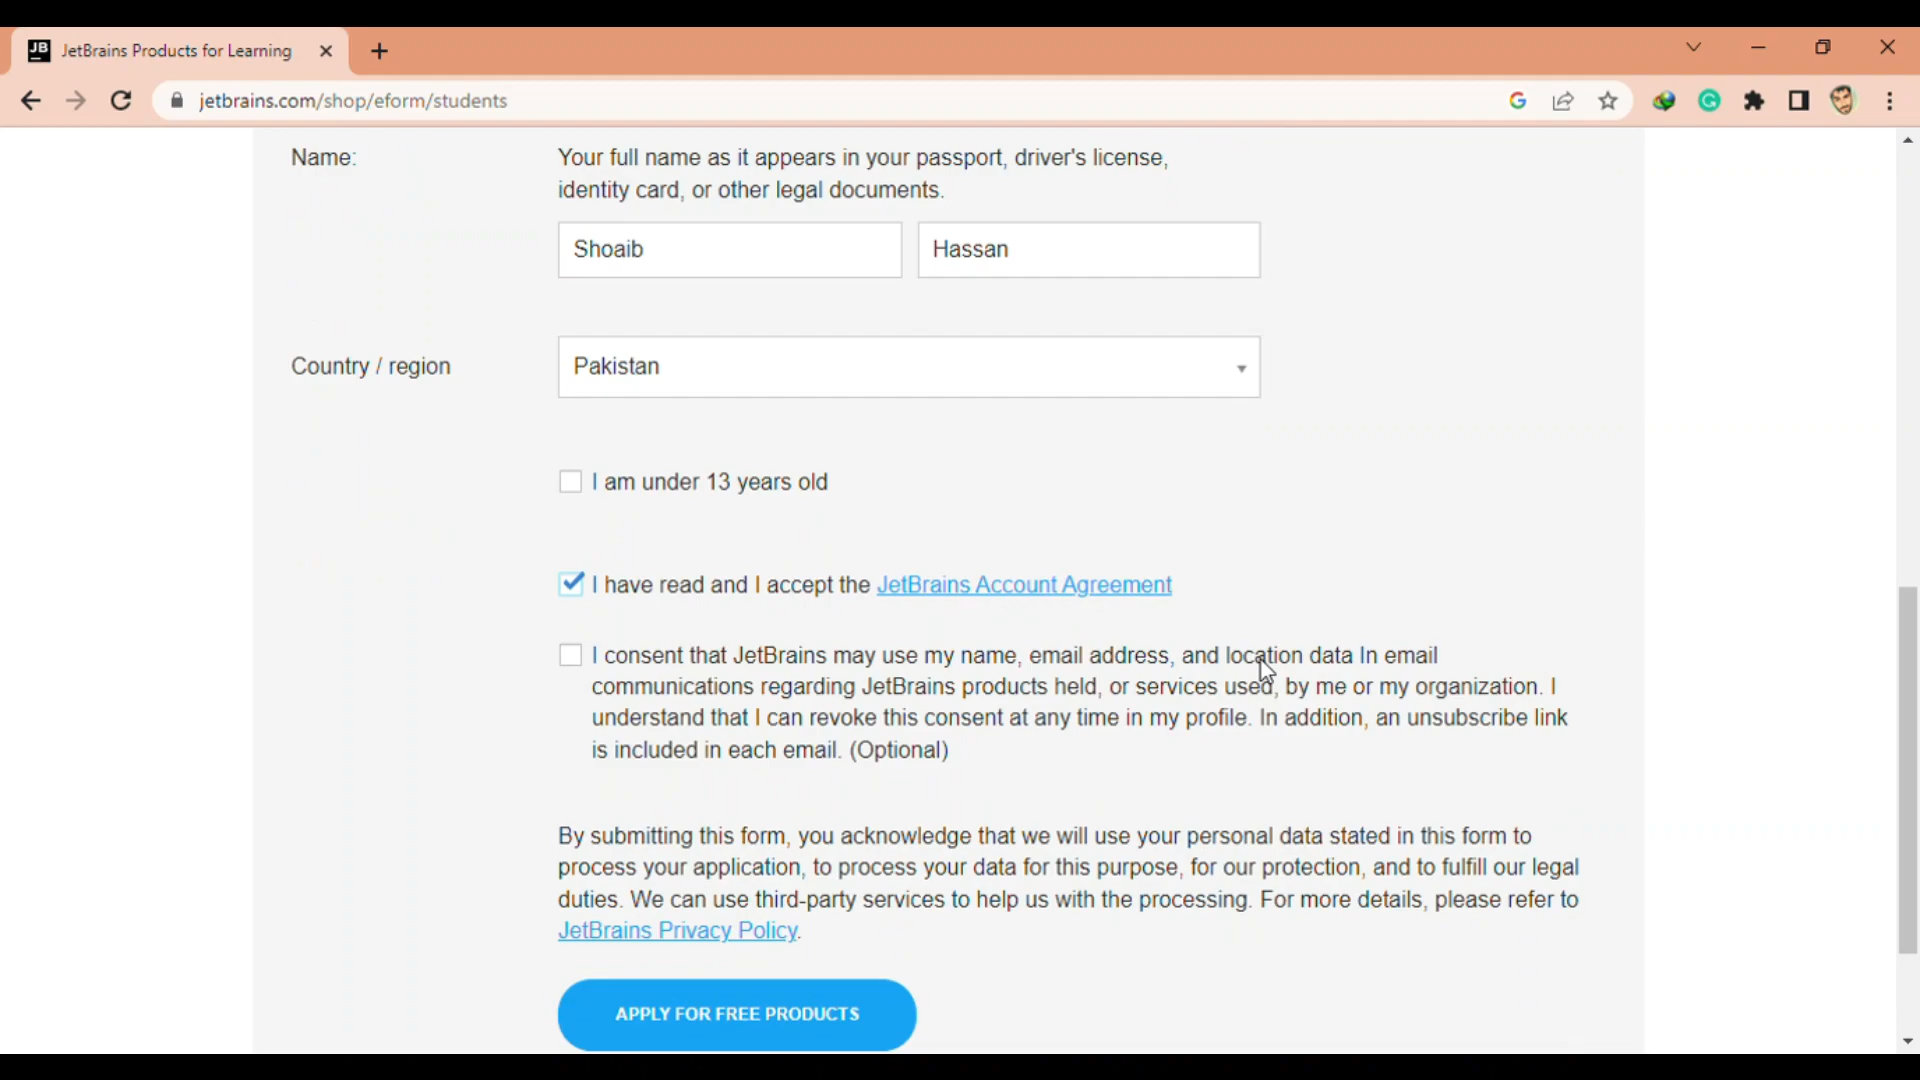 JB JetBrains Products for Learning
jetbrains.com/shop/eform/students
Name:
Your full name as it appears in your passport, driver's license,
identity card, or other legal documents.
Shoaib
Hassan
Country / region
Pakistan
I am under 13 years old
I have read and I accept the JetBrains Account Agreement
I consent that JetBrains may use my name, email address, and location data In email
communications regarding JetBrains products held, or services used, by me or my organization. I
understand that I can revoke this consent at any time in my profile. In addition, an unsubscribe link
is included in each email. (Optional)
By submitting this form, you acknowledge that we will use your personal data stated in this form to
process your application, to process your data for this purpose, for our protection, and to fulfill our legal
duties. We can use third-party services to help us with the processing. For more details, please refer to
JetBrains Privacy Policy.
APPLY FOR FREE PRODUCTS